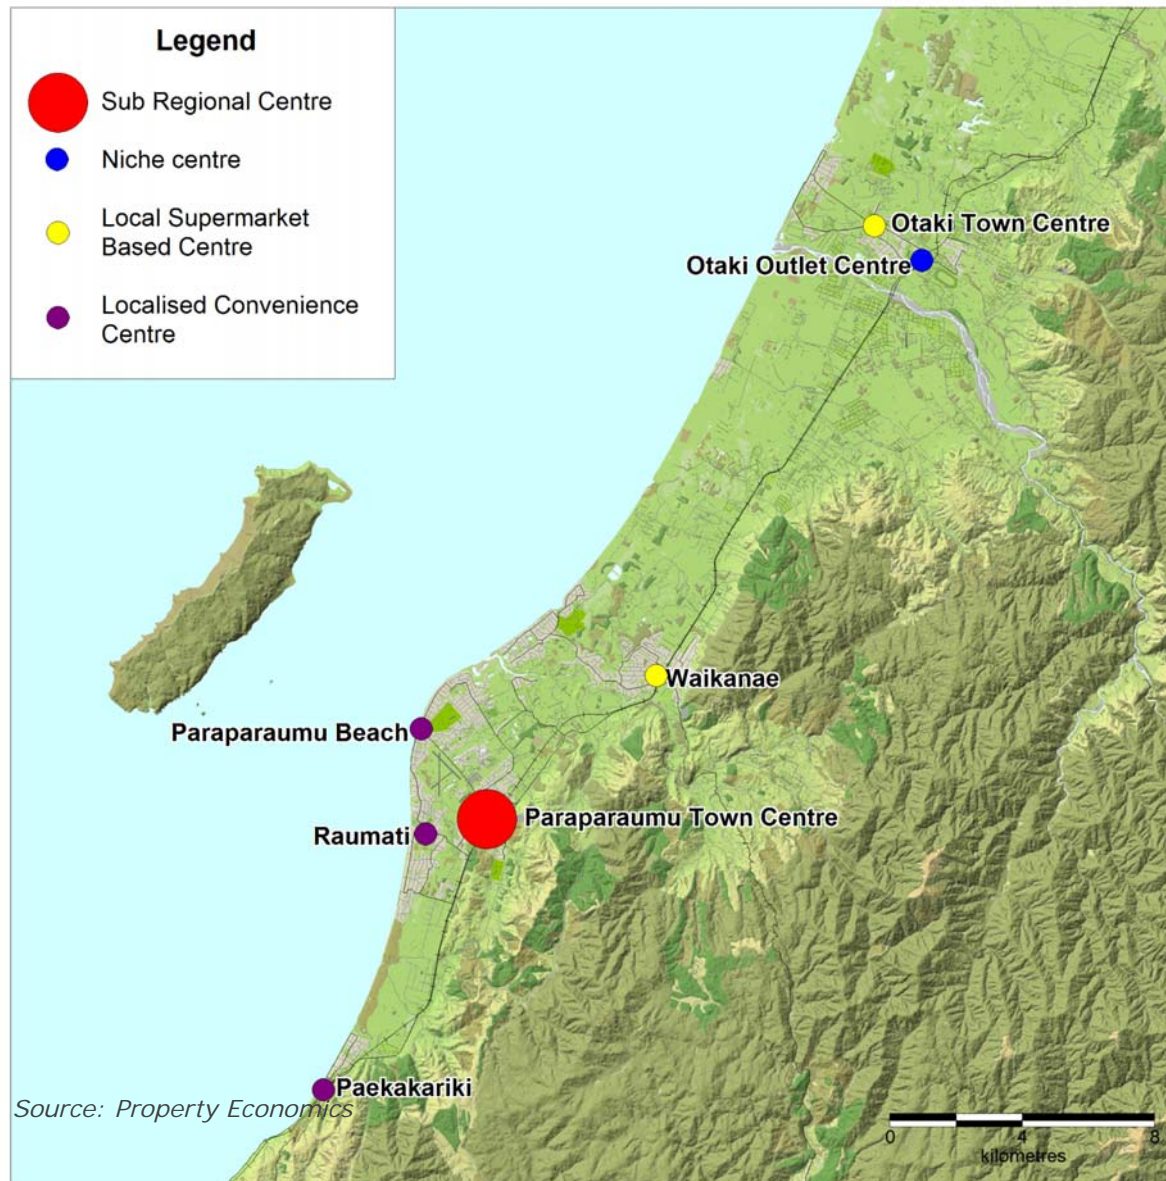 Legend
Sub Regional Centre
Niche centre
Local Supermarket
Based Centre
Localised Convenience
Centre
Otaki Town Centre
Otaki Outlet Centre
Waikanae
Paraparaumu Beach
Paraparaumu Town Centre
Raumati
Paekakariki
Source: Property Economics
0 4 8
kilometres